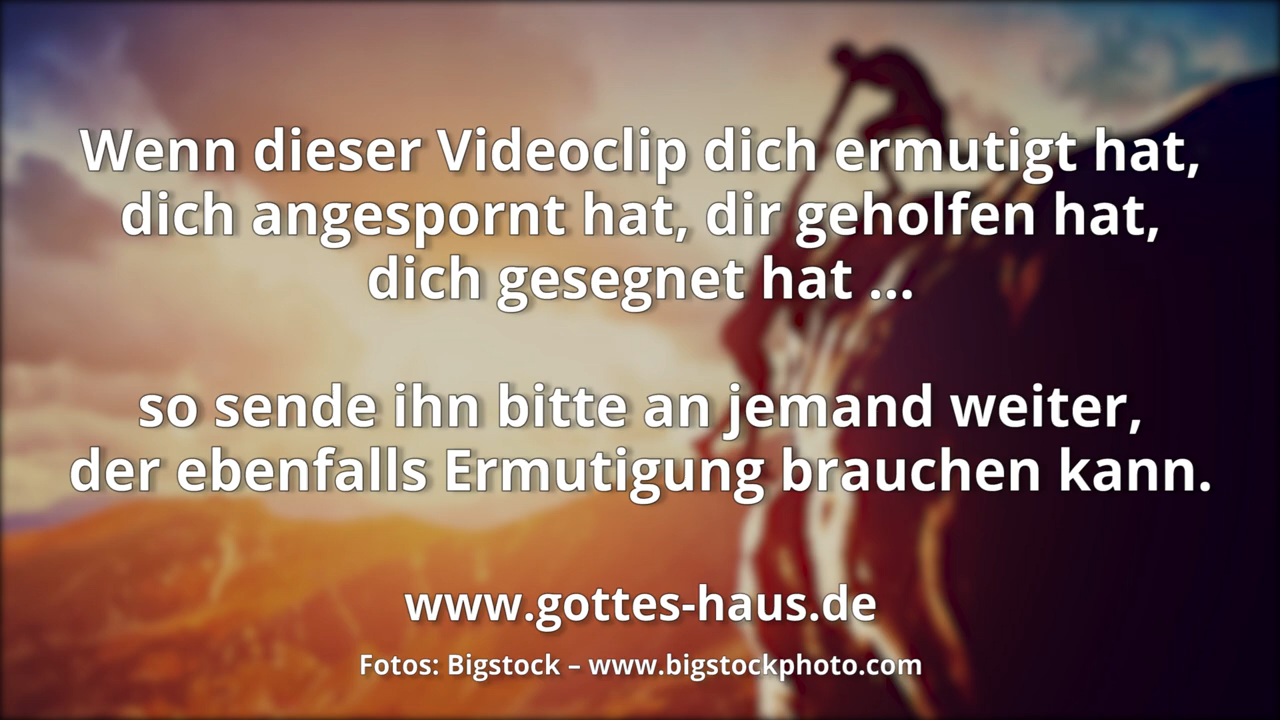 Wenn dieser Videoclip dich ermutigt hat,
dich angespornt hat, dir geholfen hat,
dich gesegnet hat ...
so sende ihn bitte an jemand weiter,
der ebenfalls Ermutigung brauchen kann.
www.gottes-haus.de
Fotos: Bigstock – www.bigstockphoto.com